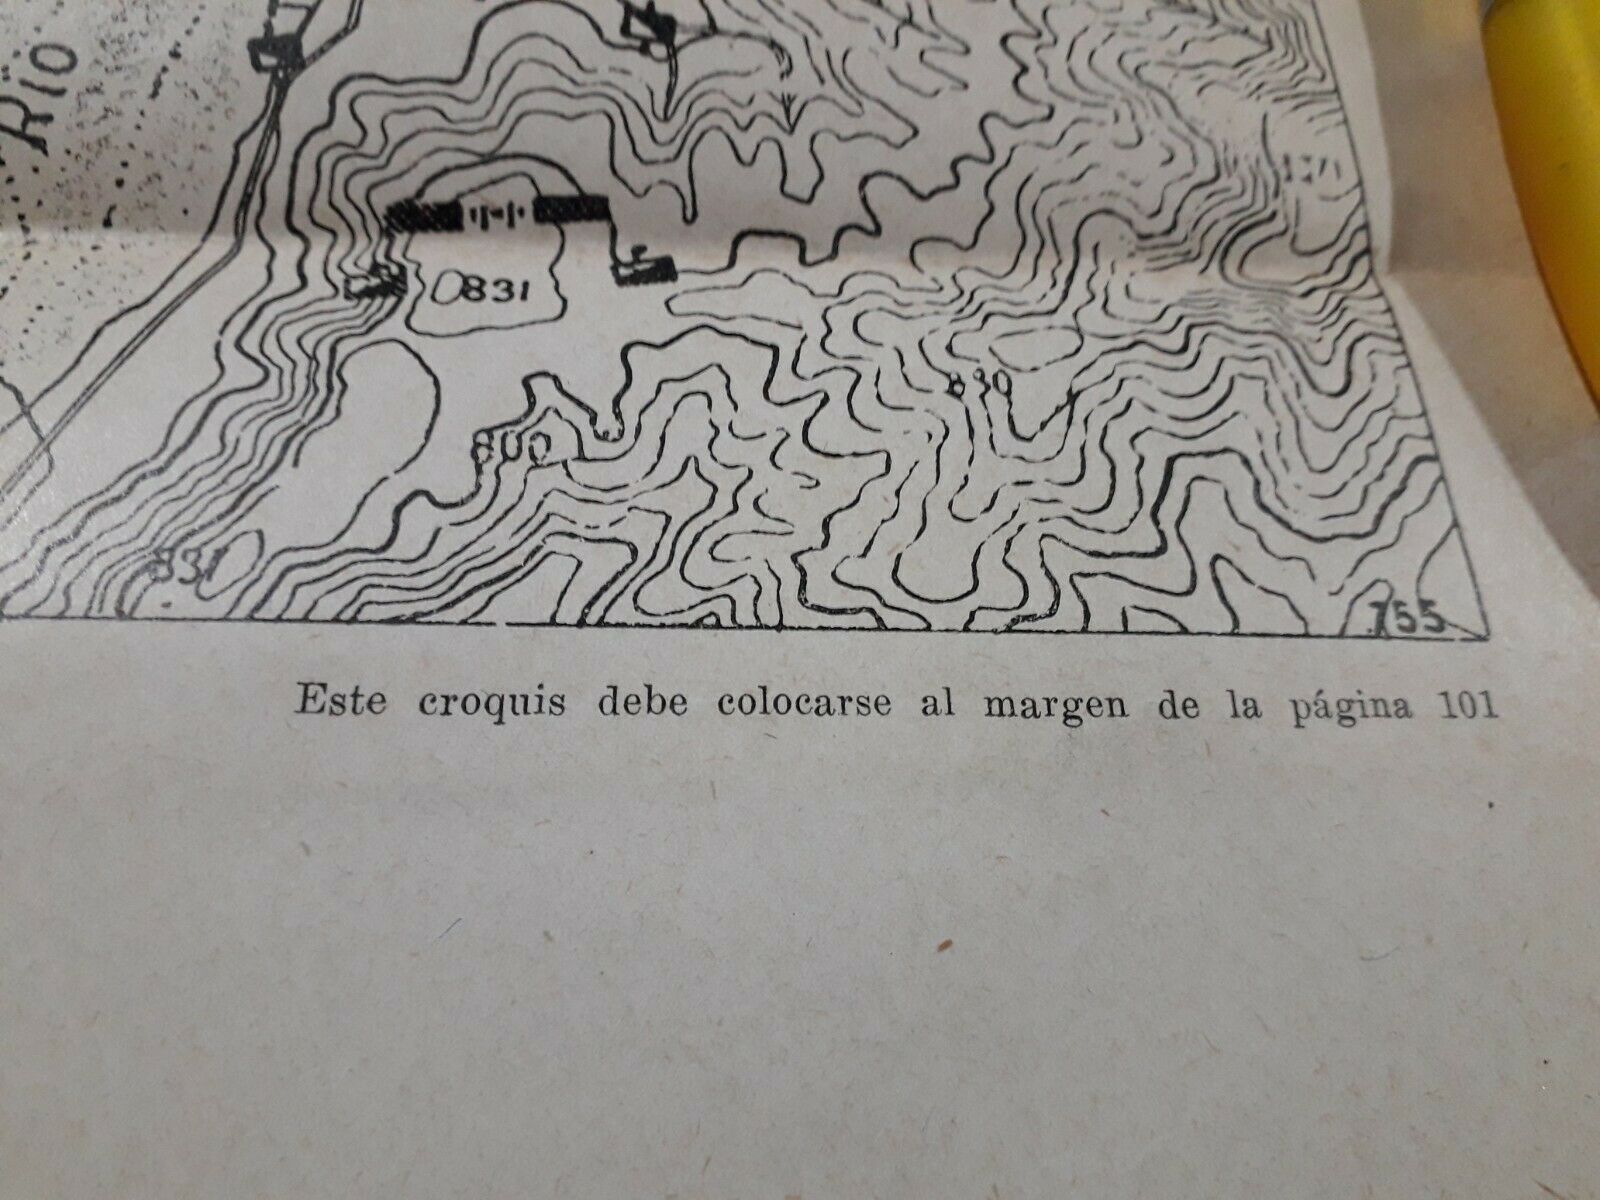 Río
831
830
800
831
755
Este croquis debe colocarse al margen de la página 101